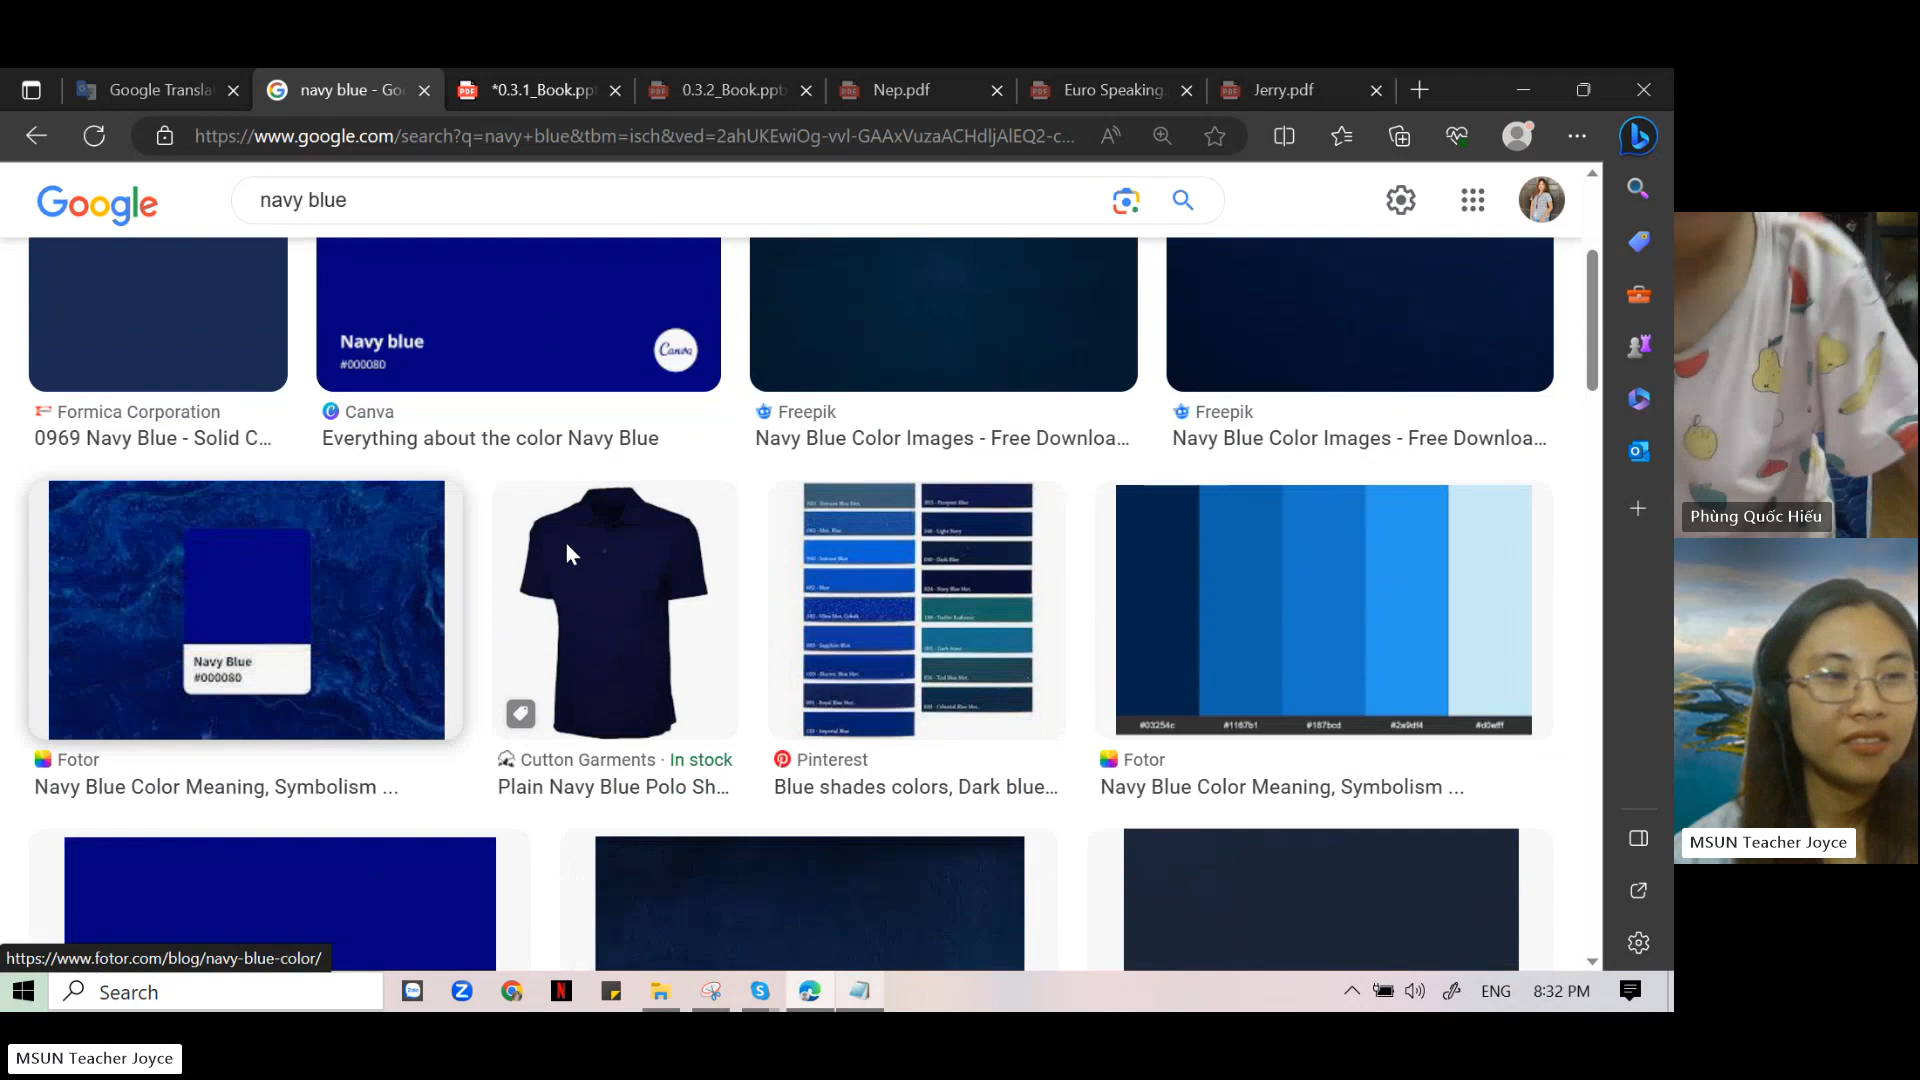 Google Transla
navy blue - Goo
*0.3.1_Book.pp
0.3.2_Book.ppt
Nep.pdf
Euro Speaking.
Jerry.pdf
https://www.google.com/search?q=navy+blue&tbm=isch&ved=2ahUKEwiOg-vvl-GAAxVuzaACHdljAlEQ2-c...
Google
navy blue
Navy blue
#000080
Canva
Formica Corporation
0969 Navy Blue - Solid C...
Canva
Everything about the color Navy Blue
Freepik
Navy Blue Color Images - Free Downloa...
Freepik
Navy Blue Color Images - Free Downloa...
Navy Blue
#000080
#03254c
#1167b1
#187bcd
#2a9df4
#d0efff
Fotor
Navy Blue Color Meaning, Symbolism ...
Cutton Garments · In stock
Plain Navy Blue Polo Sh...
Pinterest
Blue shades colors, Dark blue...
Fotor
Navy Blue Color Meaning, Symbolism ...
https://www.fotor.com/blog/navy-blue-color/
Search
ENG
8:32 PM
Phùng Quốc Hiếu
MSUN Teacher Joyce
MSUN Teacher Joyce